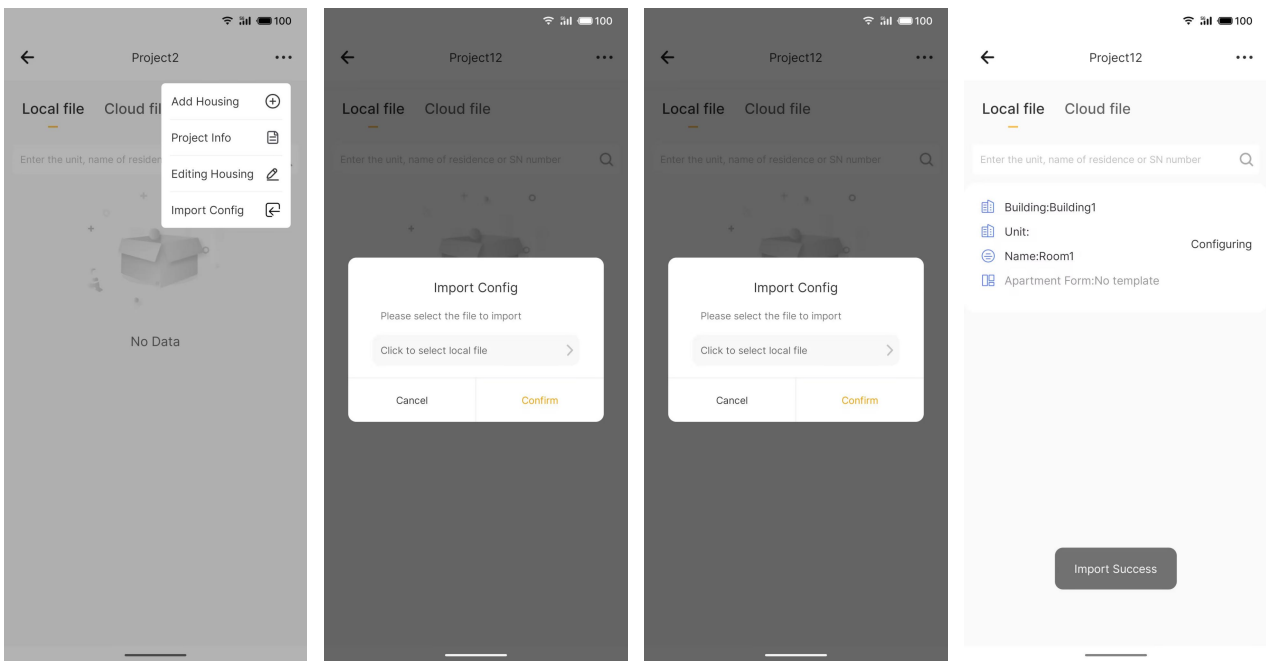 100
Project2
Local file Cloud fil
Add Housing
Project Info
Enter the unit, name of residen
Editing Housing
Import Config
No Data
100
Project12
Local file Cloud file
Enter the unit, name of residence or SN number
Import Config
Please select the file to import
Click to select local file
Cancel Confirm
100
Project12
Local file Cloud file
Enter the unit, name of residence or SN number
Import Config
Please select the file to import
Click to select local file
Cancel Confirm
100
Project12
Local file Cloud file
Enter the unit, name of residence or SN number
Building:Building1
Unit:
Configuring
Name:Room1
Apartment Form:No template
Import Success